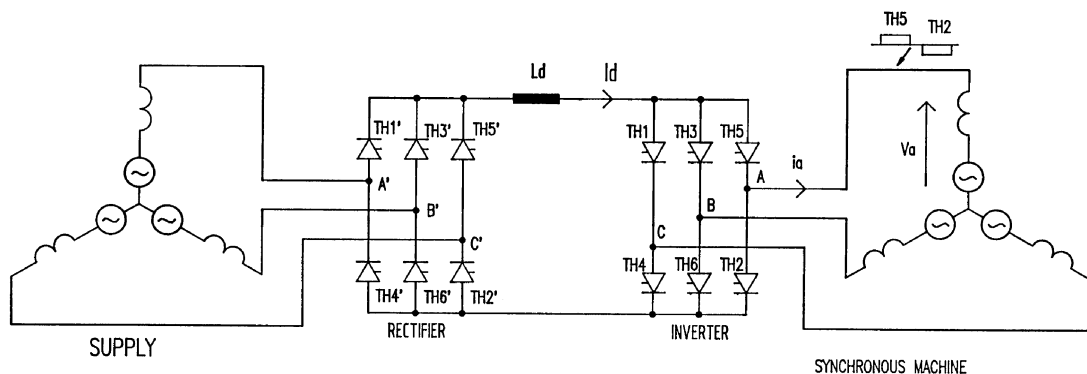 TH5 TH2
Ld Id
TH1' TH3' TH5' TH1 TH3 TH5
Va
A' A ia
B' B
C' C
TH4' TH6' TH2' TH4 TH6 TH2
RECTIFIER INVERTER
SUPPLY
SYNCHRONOUS MACHINE